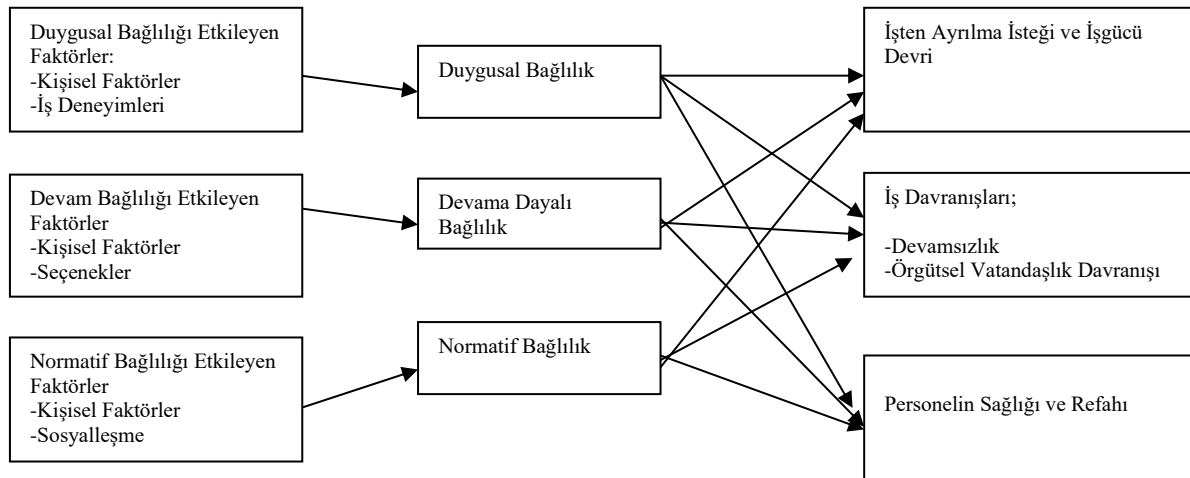 Duygusal Bağlılığı Etkileyen
Faktörler:
-Kişisel Faktörler
-İş Deneyimleri
Duygusal Bağlılık
İşten Ayrılma İsteği ve İşgücü
Devri
Devam Bağlılığı Etkileyen
Faktörler
-Kişisel Faktörler
-Seçenekler
Devama Dayalı
Bağlılık
İş Davranışları;
-Devamsızlık
-Örgütsel Vatandaşlık Davranışı
Normatif Bağlılığı Etkileyen
Faktörler
-Kişisel Faktörler
-Sosyalleşme
Normatif Bağlılık
Personelin Sağlığı ve Refahı